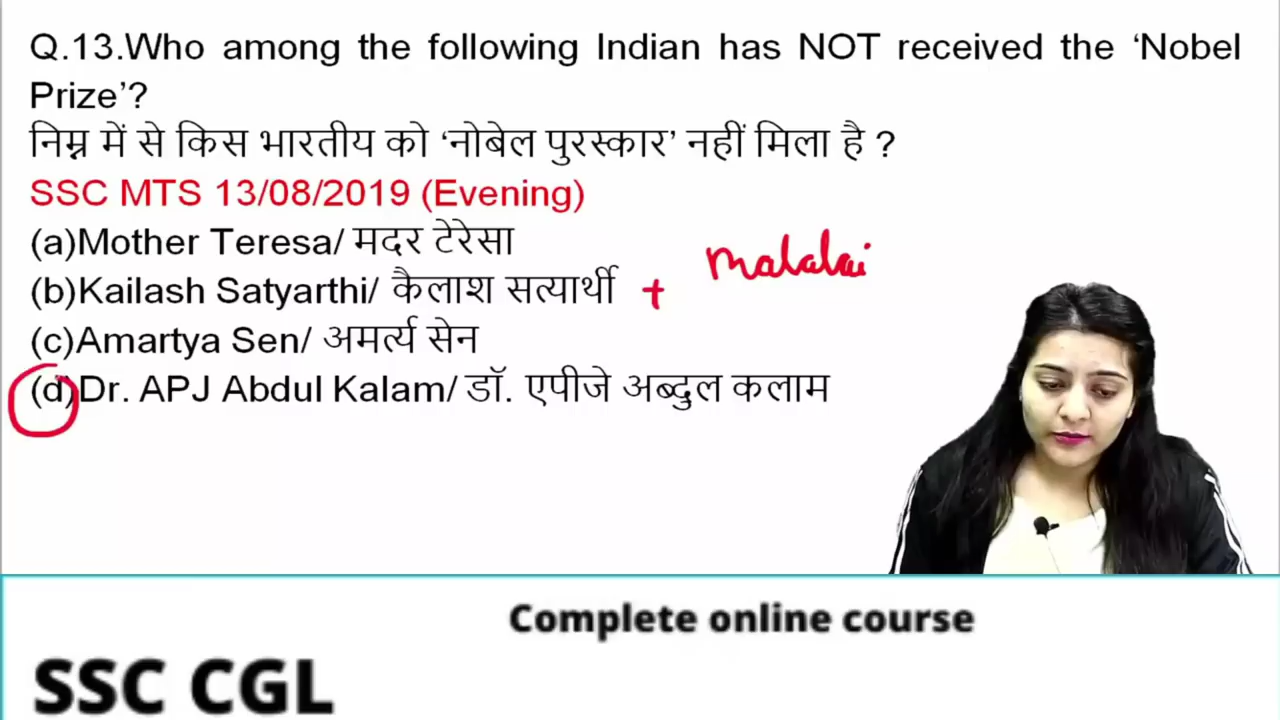 Q.13.Who among the following Indian has NOT received the ‘Nobel
Prize’?
निम्न में से किस भारतीय को ‘नोबेल पुरस्कार’ नहीं मिला है ?
SSC MTS 13/08/2019 (Evening)
(a)Mother Teresa/ मदर टेरेसा
malalai
(b)Kailash Satyarthi/ कैलाश सत्यार्थी +
(c)Amartya Sen/ अमर्त्य सेन
(d)Dr. APJ Abdul Kalam/ डॉ. एपीजे अब्दुल कलाम
Complete online course
SSC CGL